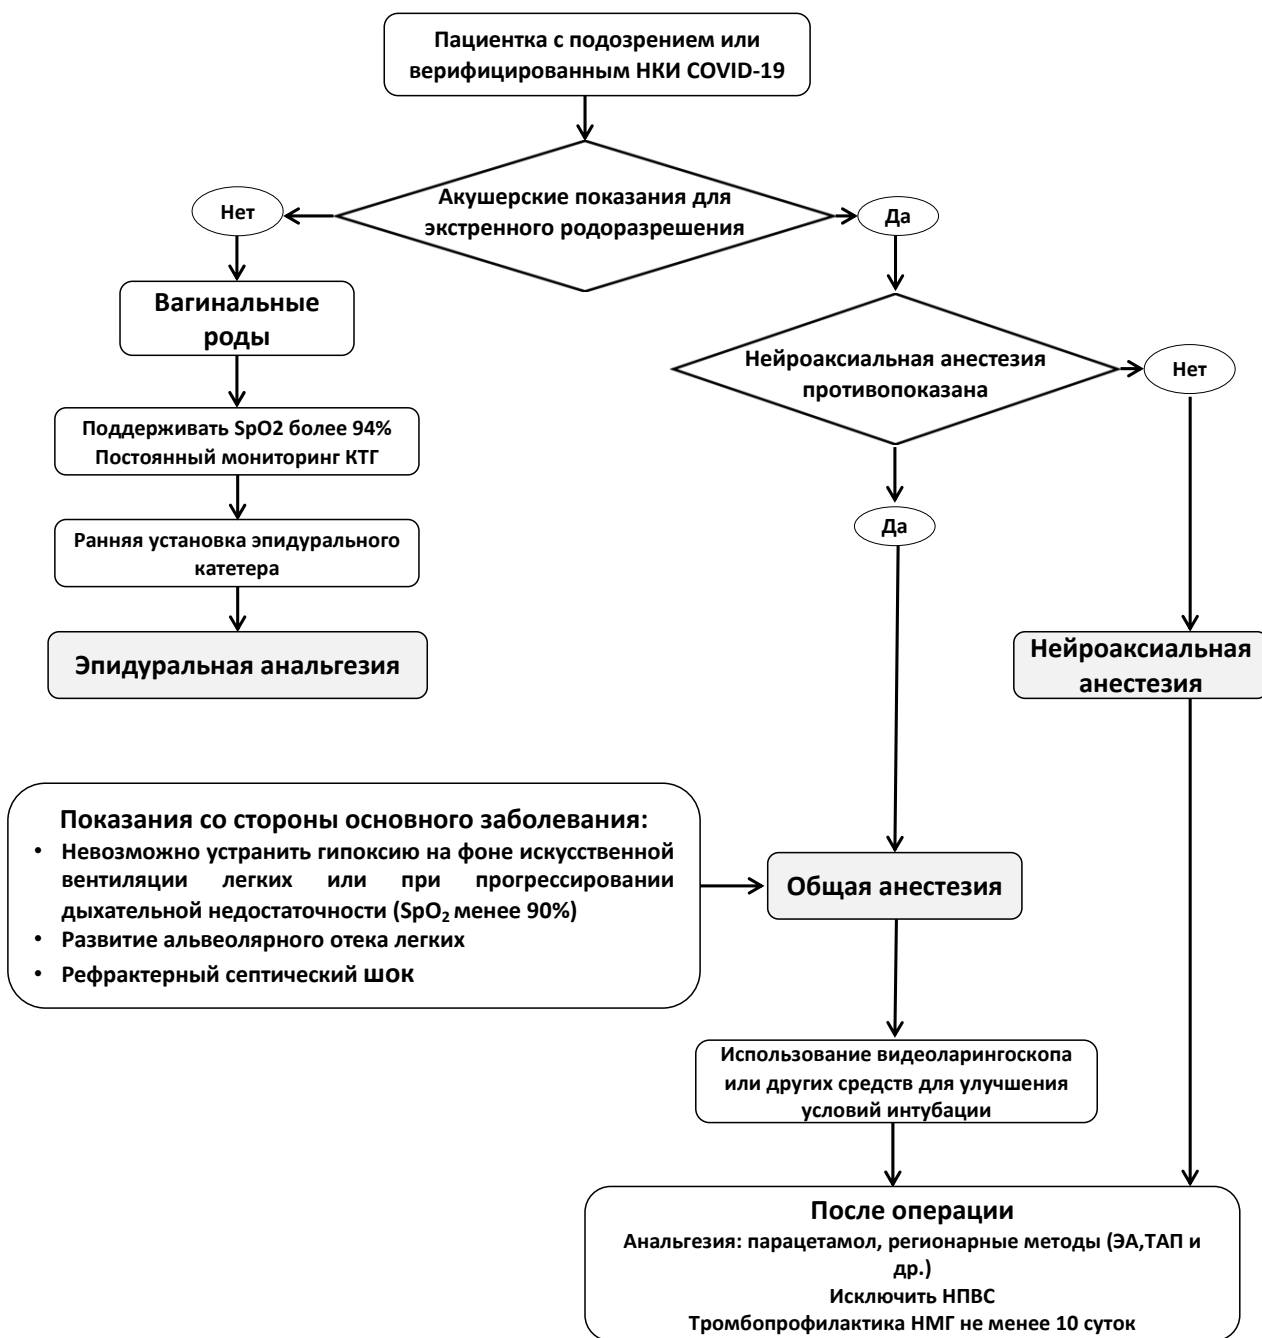 Пациентка с подозрением или
верифицированным НКИ COVID-19
Акушерские показания для
экстренного родоразрешения
Нет
Да
Вагинальные
роды
Нейроаксиальная анестезия
противопоказана
Нет
Поддерживать SpO2 более 94%
Постоянный мониторинг КТГ
Да
Ранняя установка эпидурального
катетера
Эпидуральная анальгезия
Нейроаксиальная
анестезия
Показания со стороны основного заболевания:
• Невозможно устранить гипоксию на фоне искусственной
вентиляции легких или при прогрессировании
дыхательной недостаточности (SpO₂ менее 90%)
• Развитие альвеолярного отека легких
• Рефрактерный септический шок
Общая анестезия
Использование видеоларингоскопа
или других средств для улучшения
условий интубации
После операции
Анальгезия: парацетамол, регионарные методы (ЭА,ТАП и
др.)
Исключить НПВС
Тромбопрофилактика НМГ не менее 10 суток